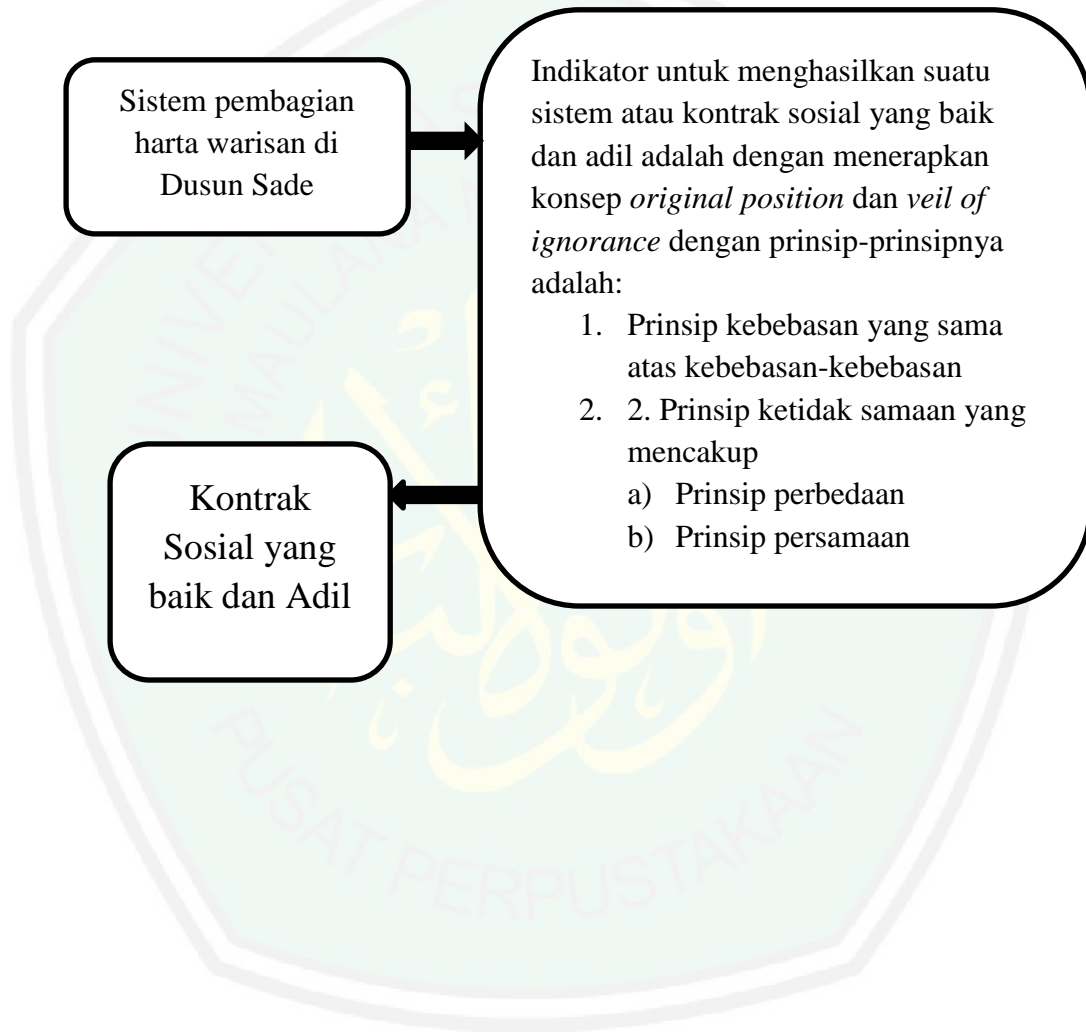 Sistem pembagian
harta warisan di
Dusun Sade
Indikator untuk menghasilkan suatu
sistem atau kontrak sosial yang baik
dan adil adalah dengan menerapkan
konsep original position dan veil of
ignorance dengan prinsip-prinsipnya
adalah:
1. Prinsip kebebasan yang sama
atas kebebasan-kebebasan
2. 2. Prinsip ketidak samaan yang
mencakup
a) Prinsip perbedaan
b) Prinsip persamaan
Kontrak
Sosial yang
baik dan Adil
PUSAT PERPUSTAKAAN